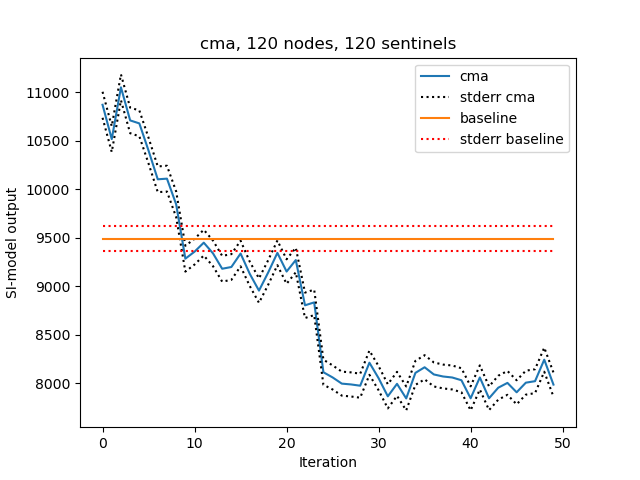 cma, 120 nodes, 120 sentinels
cma
stderr cma
baseline
stderr baseline
11000
10500
10000
9500
9000
8500
8000
SI-model output
0 10 20 30 40 50
Iteration